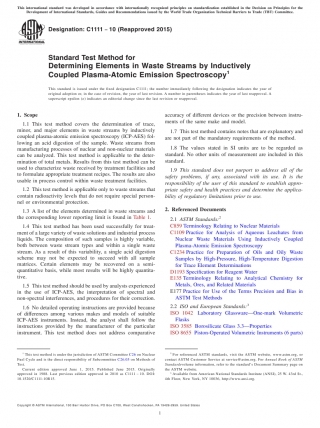 This international standard was developed in accordance with internationally recognized principles on standardization established in the Decision on Principles for the
Development of International Standards, Guides and Recommendations issued by the World Trade Organization Technical Barriers to Trade (TBT) Committee.
Designation: C1111 − 10 (Reapproved 2015)
Standard Test Method for
Determining Elements in Waste Streams by Inductively
Coupled Plasma-Atomic Emission Spectroscopy1
This standard is issued under the fixed designation C1111; the number immediately following the designation indicates the year of
original adoption or, in the case of revision, the year of last revision. A number in parentheses indicates the year of last reapproval. A
superscript epsilon (ε) indicates an editorial change since the last revision or reapproval.
1. Scope
1.1 This test method covers the determination of trace,
minor, and major elements in waste streams by inductively
coupled plasma-atomic emission spectroscopy (ICP-AES) fol-
lowing an acid digestion of the sample. Waste streams from
manufacturing processes of nuclear and non-nuclear materials
can be analyzed. This test method is applicable to the deter-
mination of total metals. Results from this test method can be
used to characterize waste received by treatment facilities and
to formulate appropriate treatment recipes. The results are also
usable in process control within waste treatment facilities.
1.2 This test method is applicable only to waste streams that
contain radioactivity levels that do not require special person-
nel or environmental protection.
1.3 A list of the elements determined in waste streams and
the corresponding lower reporting limit is found in Table 1.
1.4 This test method has been used successfully for treat-
ment of a large variety of waste solutions and industrial process
liquids. The composition of such samples is highly variable,
both between waste stream types and within a single waste
stream. As a result of this variability, a single acid digestion
scheme may not be expected to succeed with all sample
matrices. Certain elements may be recovered on a semi-
quantitative basis, while most results will be highly quantita-
tive.
1.5 This test method should be used by analysts experienced
in the use of ICP-AES, the interpretation of spectral and
non-spectral interferences, and procedures for their correction.
1.6 No detailed operating instructions are provided because
of differences among various makes and models of suitable
ICP-AES instruments. Instead, the analyst shall follow the
instructions provided by the manufacturer of the particular
instrument. This test method does not address comparative
accuracy of different devices or the precision between instru-
ments of the same make and model.
1.7 This test method contains notes that are explanatory and
are not part of the mandatory requirements of the method.
1.8 The values stated in SI units are to be regarded as
standard. No other units of measurement are included in this
standard.
1.9 This standard does not purport to address all of the
safety problems, if any, associated with its use. It is the
responsibility of the user of this standard to establish appro-
priate safety and health practices and determine the applica-
bility of regulatory limitations prior to use.
2. Referenced Documents
2.1 ASTM Standards:2
C859 Terminology Relating to Nuclear Materials
C1109 Practice for Analysis of Aqueous Leachates from
Nuclear Waste Materials Using Inductively Coupled
Plasma-Atomic Emission Spectroscopy
C1234 Practice for Preparation of Oils and Oily Waste
Samples by High-Pressure, High-Temperature Digestion
for Trace Element Determinations
D1193 Specification for Reagent Water
E135 Terminology Relating to Analytical Chemistry for
Metals, Ores, and Related Materials
E177 Practice for Use of the Terms Precision and Bias in
ASTM Test Methods
2.2 ISO and European Standards:3
ISO 1042 Laboratory Glassware—One-mark Volumetric
Flasks
ISO 3585 Borosilicate Glass 3.3—Properties
ISO 8655 Piston-Operated Volumetric Instruments (6 parts)
1 This test method is under the jurisdiction of ASTM Committee C26 on Nuclear
Fuel Cycle and is the direct responsibility of Subcommittee C26.05 on Methods of
Test.
Current edition approved June 1, 2015. Published June 2015. Originally
approved in 1988. Last previous edition approved in 2010 as C1111 – 10. DOI:
10.1520/C1111-10R15.
2 For referenced ASTM standards, visit the ASTM website, www.astm.org, or
contact ASTM Customer Service at service@astm.org. For Annual Book of ASTM
Standards volume information, refer to the standard's Document Summary page on
the ASTM website.
3 Available from American National Standards Institute (ANSI), 25 W. 43rd St.,
4th Floor, New York, NY 10036, http://www.ansi.org.
Copyright © ASTM International, 100 Barr Harbor Drive, PO Box C700, West Conshohocken, PA 19428-2959. United States
1